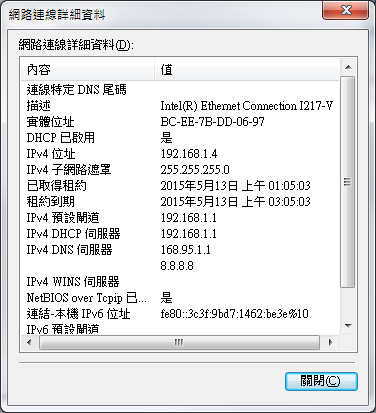 網路連線詳細資料
網路連線詳細資料(D):
內容 值
連線特定 DNS 尾碼
描述 Intel(R) Ethernet Connection I217-V
實體位址 BC-EE-7B-DD-06-97
DHCP 已啟用 是
IPv4 位址 192.168.1.4
IPv4 子網路遮罩 255.255.255.0
已取得租約 2015年5月13日 上午 01:05:03
租約到期 2015年5月13日 上午 03:05:03
IPv4 預設閘道 192.168.1.1
IPv4 DHCP 伺服器 192.168.1.1
IPv4 DNS 伺服器 168.95.1.1
8.8.8.8
IPv4 WINS 伺服器
NetBIOS over Tcpip 已... 是
連結-本機 IPv6 位址 fe80::3c3f:9bd7:1462:be3e%10
IPv6 預設閘道
關閉(C)